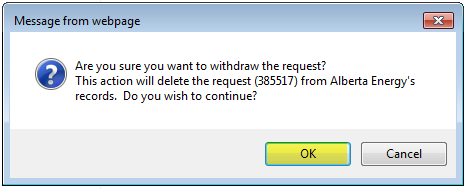 Message from webpage
Are you sure you want to withdraw the request?
This action will delete the request (385517) from Alberta Energy's
records.  Do you wish to continue?
OK
Cancel